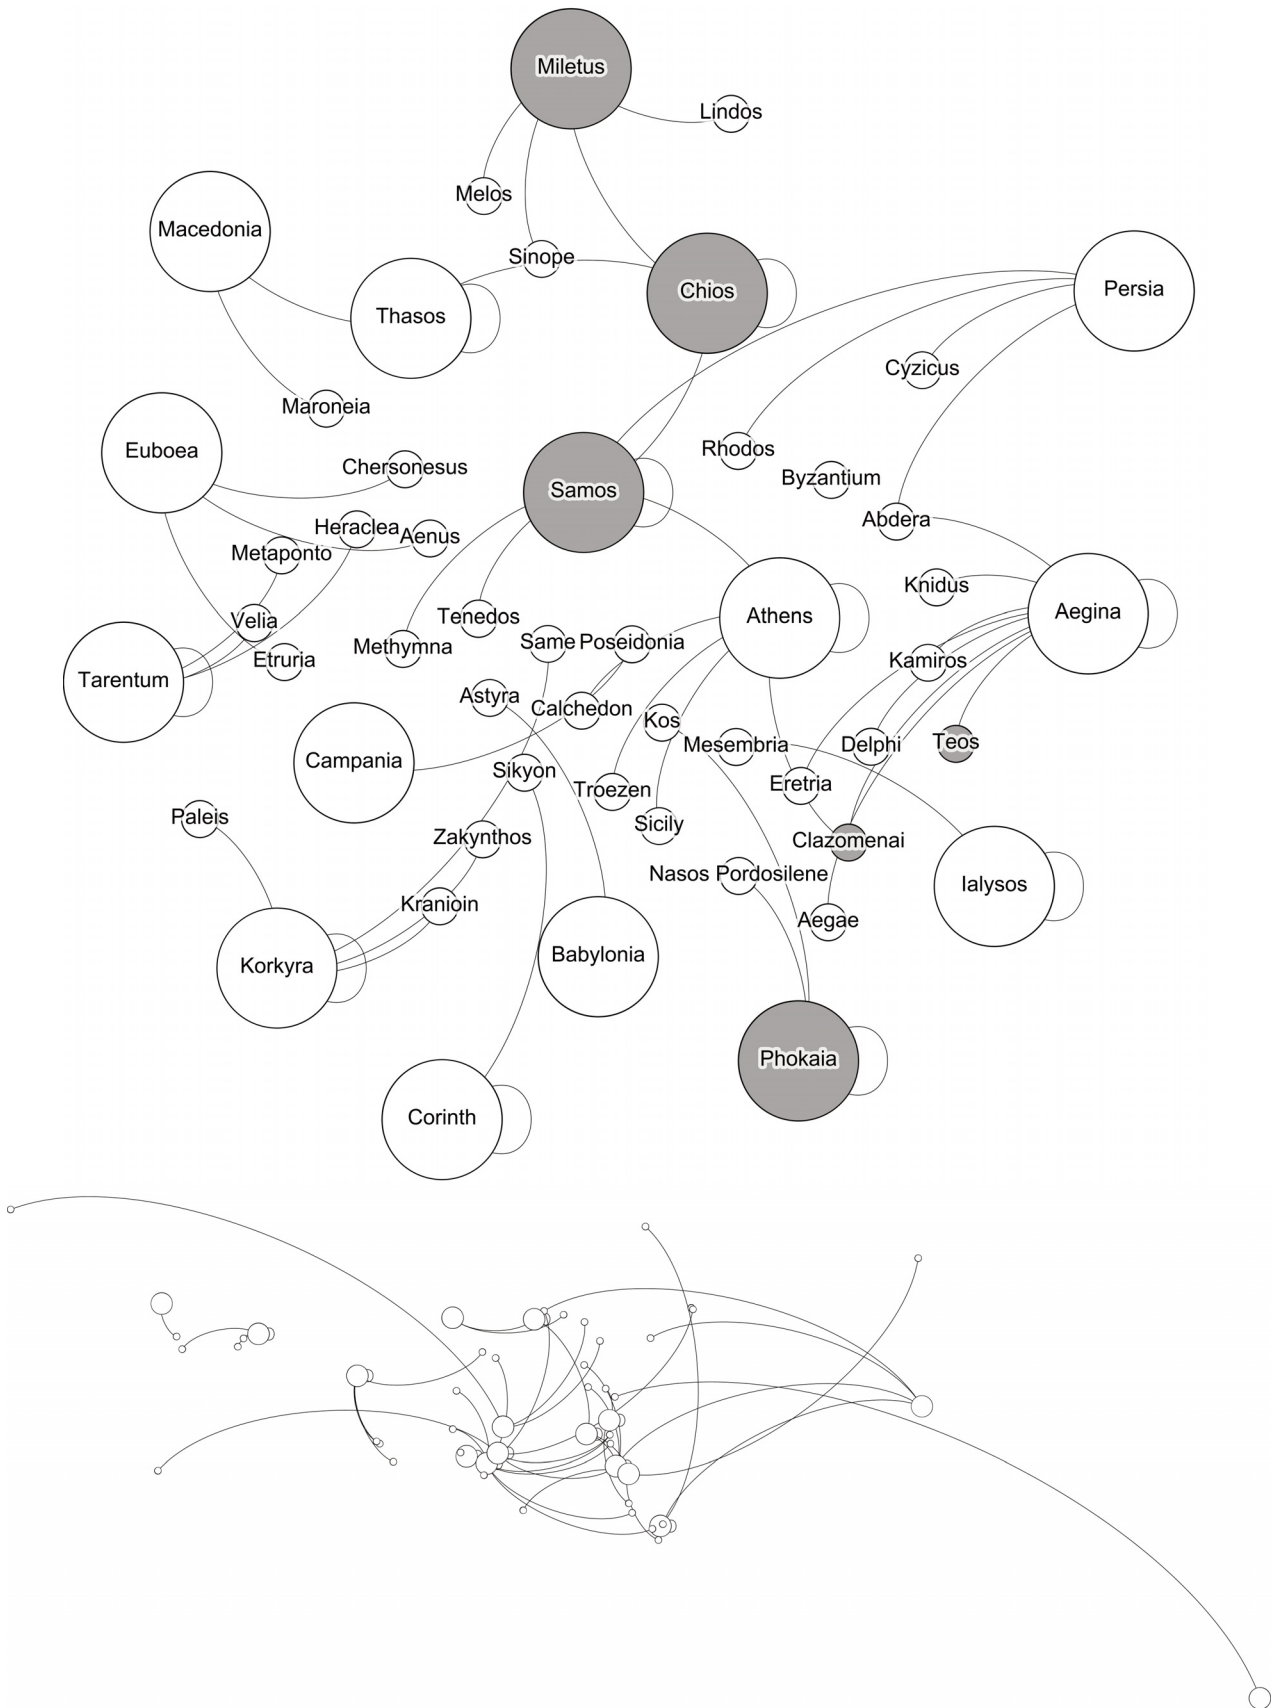 Miletus
Lindos
Melos
Macedonia
Sinope
Chios
Persia
Thasos
Cyzicus
Maroneia
Euboea
Rhodos
Chersonesus
Byzantium
Samos
Abdera
Heraclea
Aenus
Metaponto
Knidus
Aegina
Velia
Tenedos
Athens
Methymna
Same
Poseidonia
Etruria
Kamiros
Tarentum
Astyra
Calchedon
Kos
Mesembria
Delphi
Teos
Campania
Sikyon
Troezen
Eretria
Paleis
Sicily
Zakynthos
Clazomenai
Nasos Pordosilene
Ialysos
Kranioin
Aegae
Korkyra
Babylonia
Phokaia
Corinth